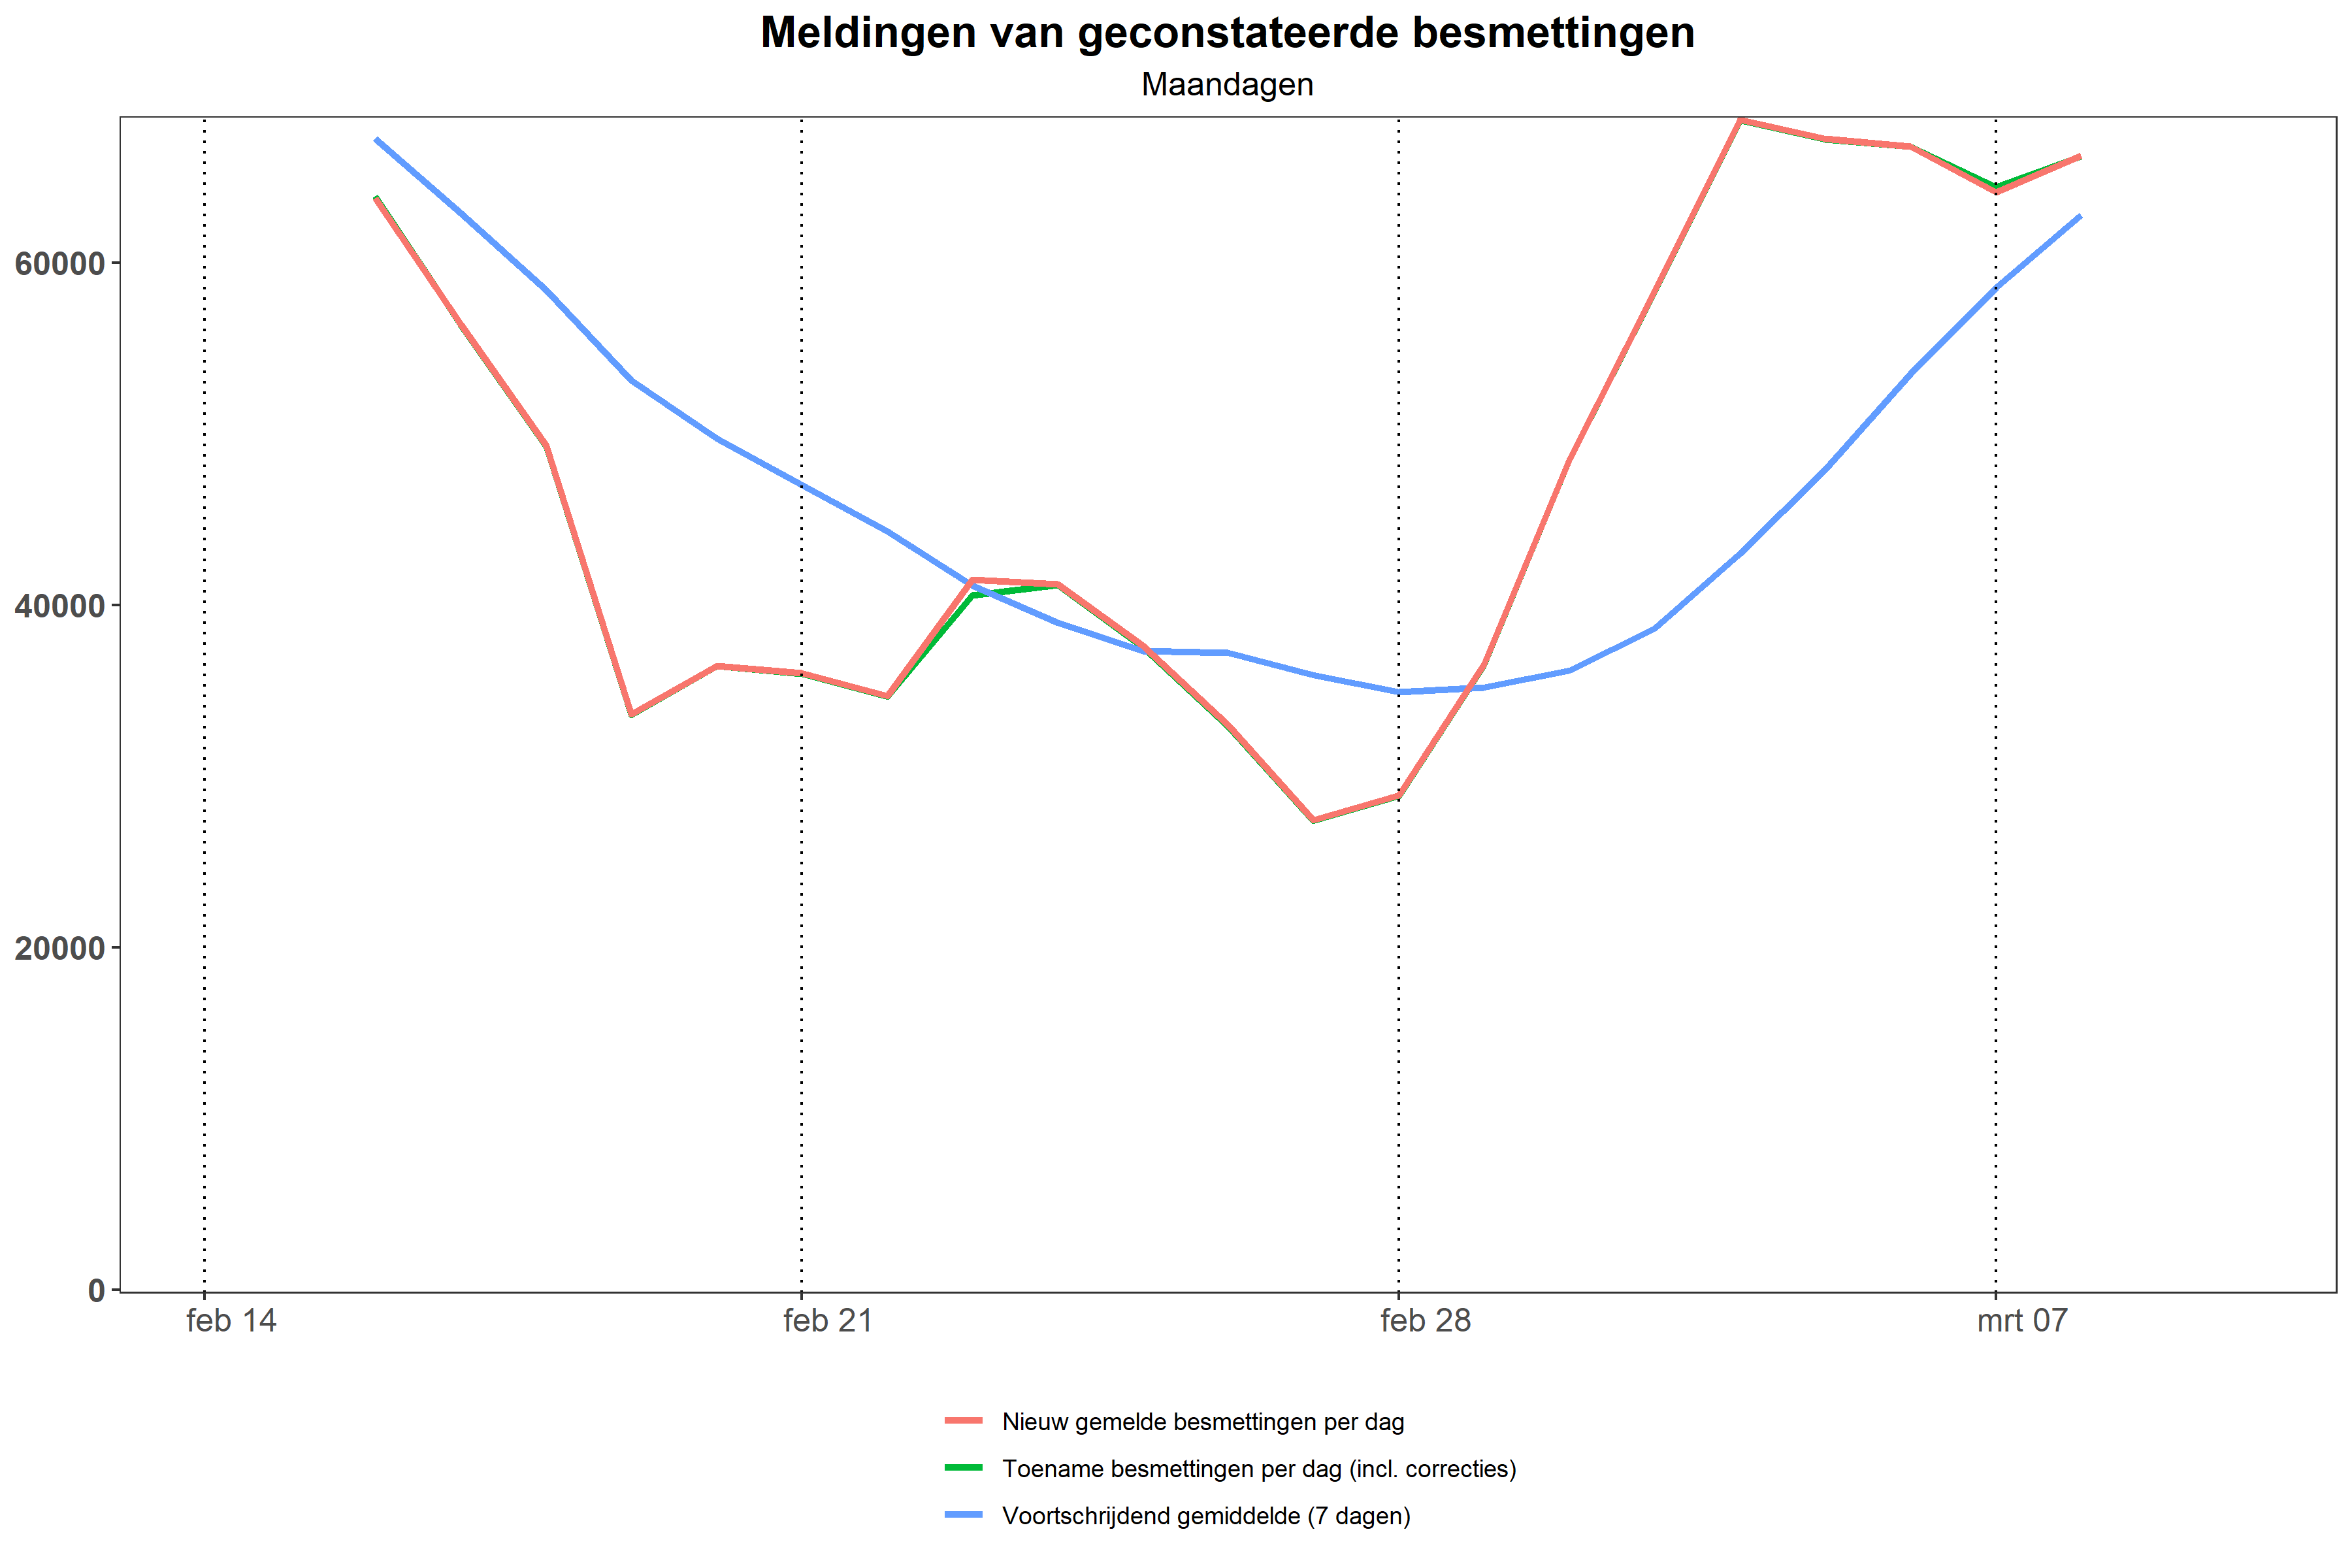 Meldingen van geconstateerde besmettingen
Maandagen
60000
40000
20000
0
feb 14
feb 21
feb 28
mrt 07
Nieuw gemelde besmettingen per dag
Toename besmettingen per dag (incl. correcties)
Voortschrijdend gemiddelde (7 dagen)